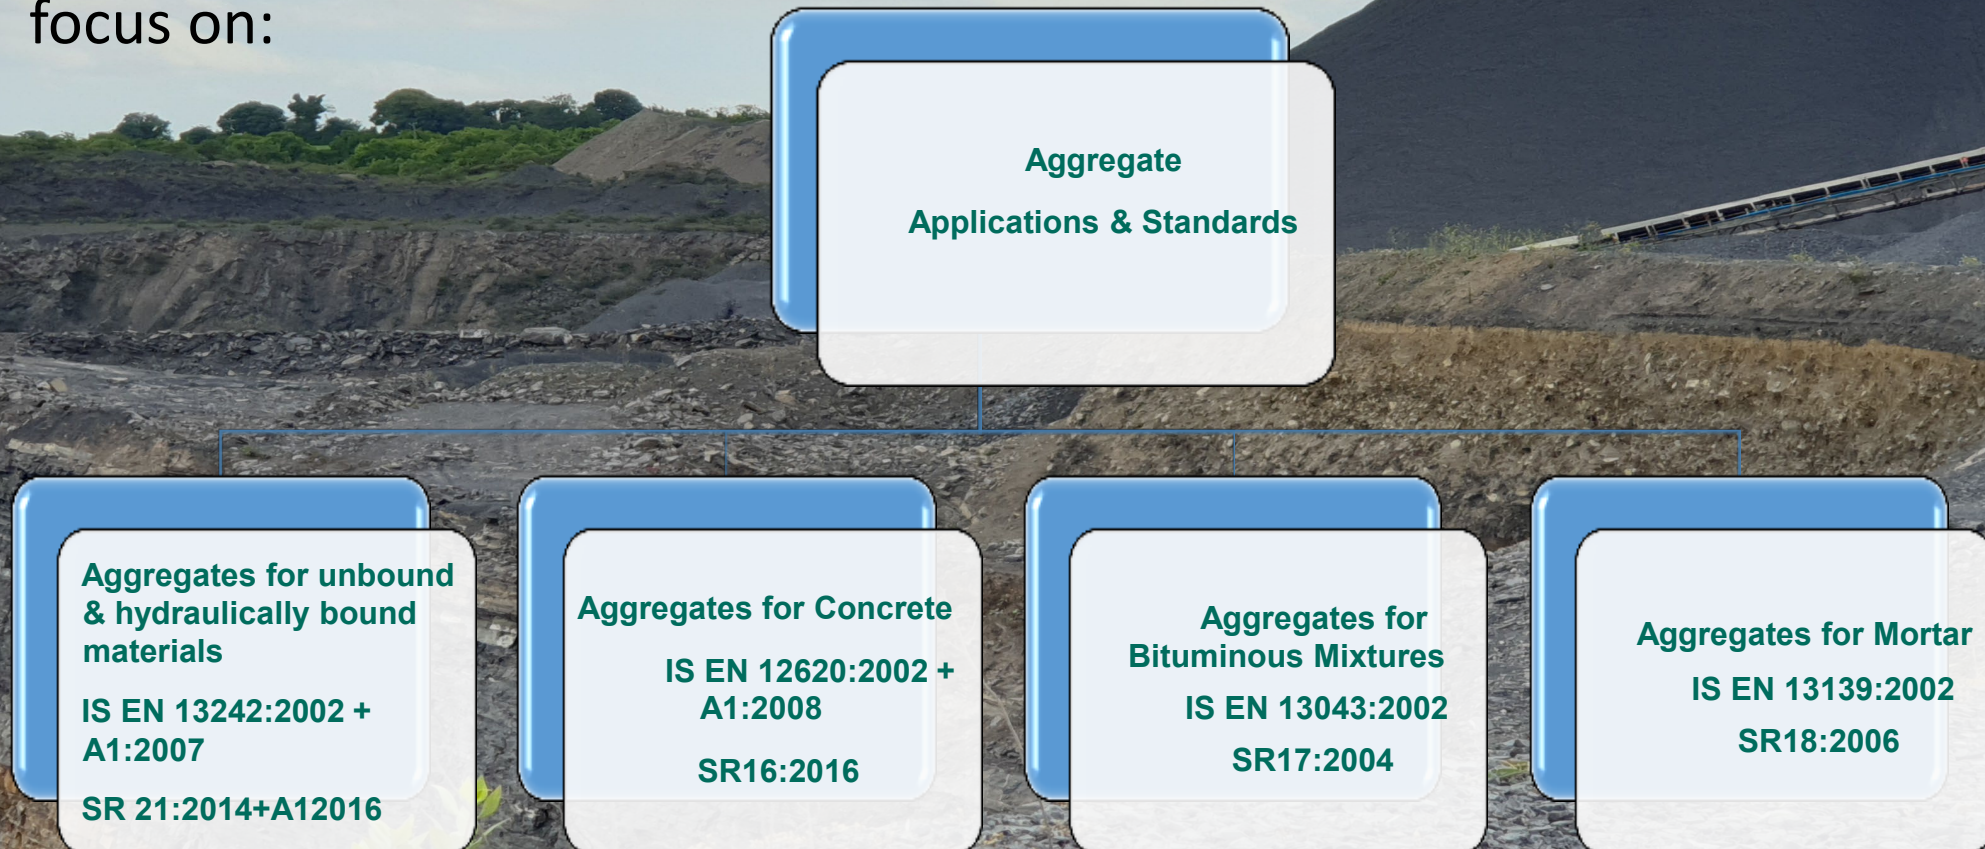 focus on:
Aggregate
Applications & Standards
Aggregates for unbound
& hydraulically bound
materials
IS EN 13242:2002 +
A1:2007
SR 21:2014+A12016
Aggregates for Concrete
IS EN 12620:2002 +
A1:2008
SR16:2016
Aggregates for
Bituminous Mixtures
IS EN 13043:2002
SR17:2004
Aggregates for Mortar
IS EN 13139:2002
SR18:2006